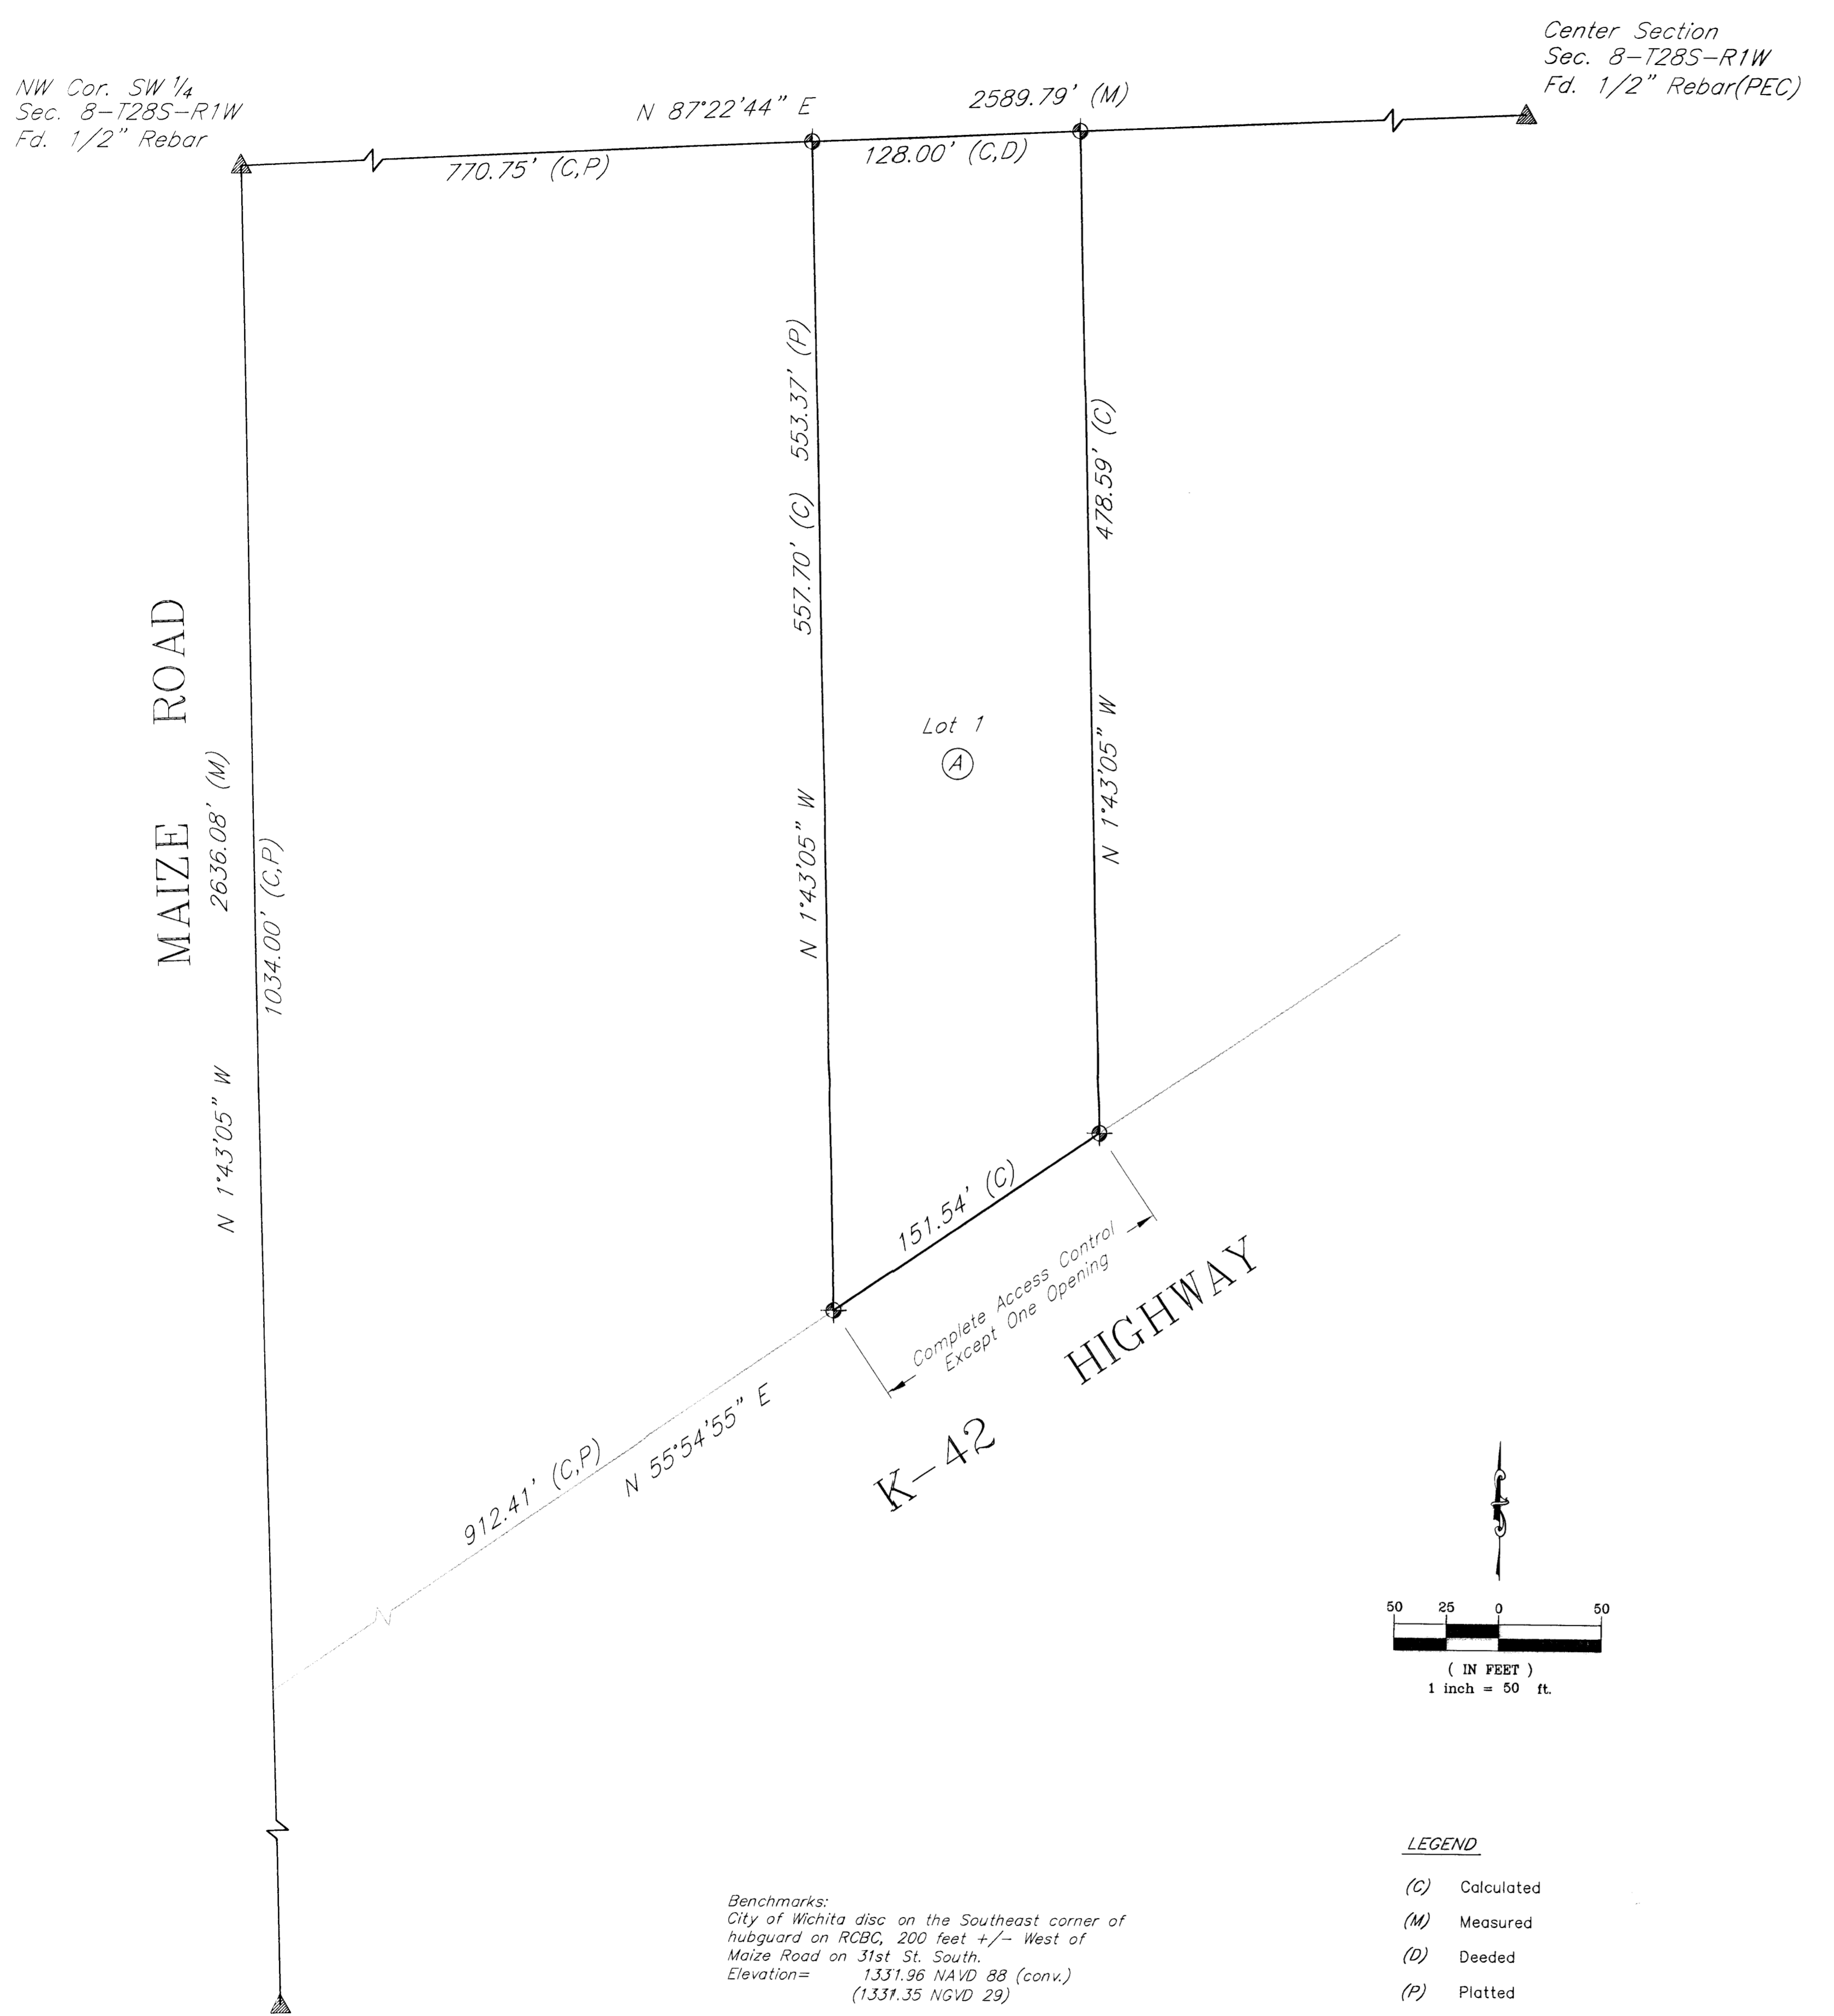 Center Section
Sec. 8-T28S-R1W
Fd. 1/2" Rebar(PEC)
NW Cor. SW 1/4
Sec. 8-T28S-R1W
Fd. 1/2" Rebar
N 87°22'44" E
2589.79' (M)
770.75' (C,P)
128.00' (C,D)
557.70' (C) 553.37' (P)
N 1°43'05" W
478.59' (C)
N 1°43'05" W
Lot 1
A
MAIZE ROAD
N 1°43'05" W 2636.08' (M)
1034.00' (C,P)
151.54' (C)
Complete Access Control
Except One Opening
K-42 HIGHWAY
912.41' (C,P)
N 55°54'55" E
50 25 0 50
( IN FEET )
1 inch = 50 ft.
LEGEND
(C) Calculated
(M) Measured
(D) Deeded
(P) Platted
Benchmarks:
City of Wichita disc on the Southeast corner of
hubguard on RCBC, 200 feet +/- West of
Maize Road on 31st St. South.
Elevation= 1331.96 NAVD 88 (conv.)
(1331.35 NGVD 29)